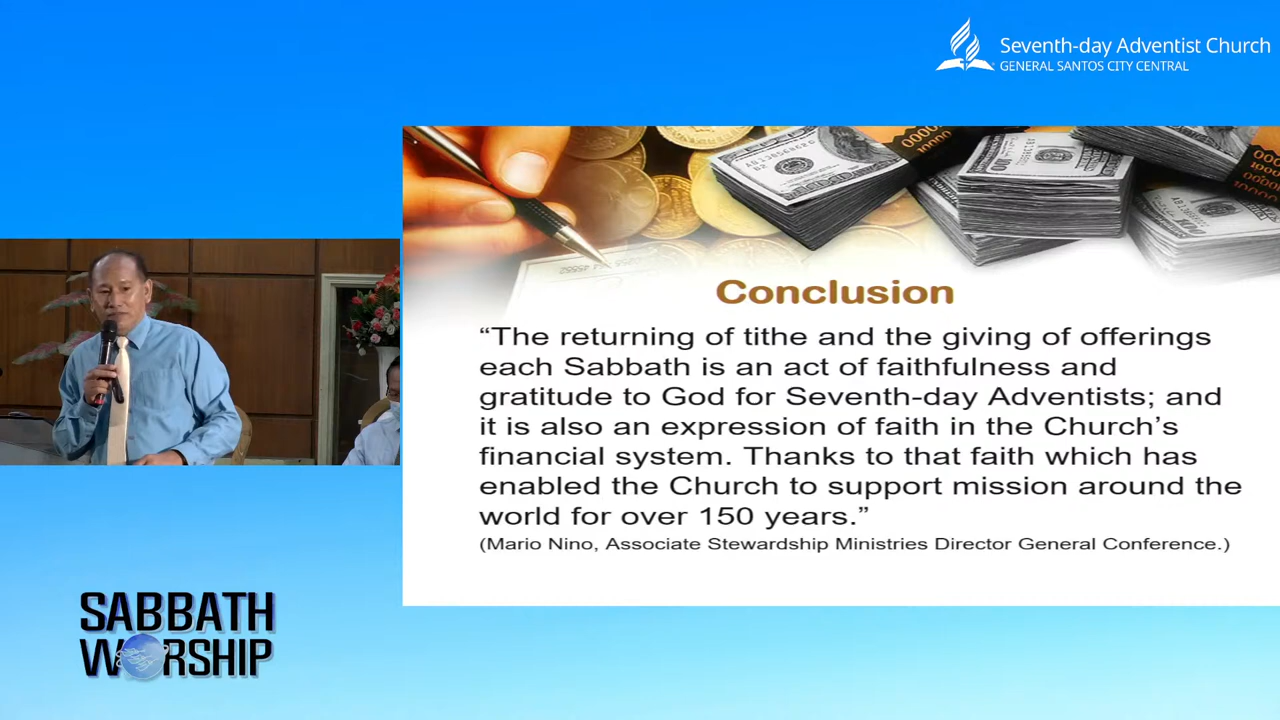 Seventh-day Adventist Church
GENERAL SANTOS CITY CENTRAL
Conclusion
“The returning of tithe and the giving of offerings
each Sabbath is an act of faithfulness and
gratitude to God for Seventh-day Adventists; and
it is also an expression of faith in the Church’s
financial system. Thanks to that faith which has
enabled the Church to support mission around the
world for over 150 years.”
(Mario Nino, Associate Stewardship Ministries Director General Conference.)
SABBATH
WORSHIP